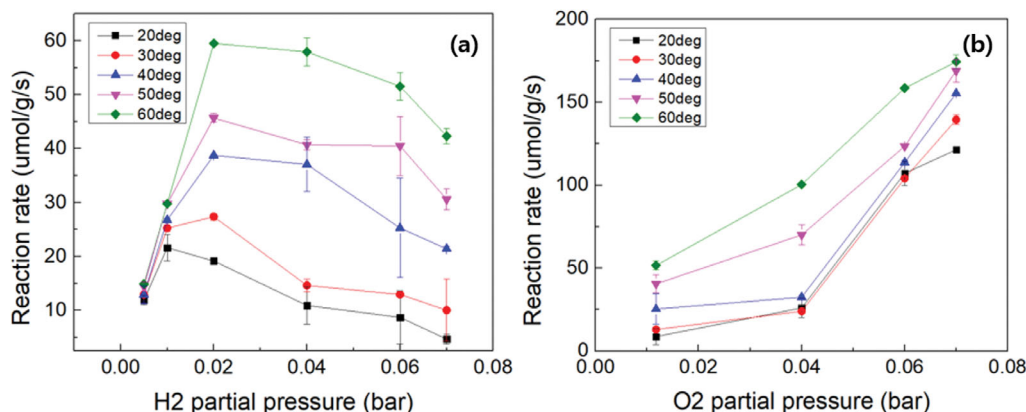 (a)
20deg
30deg
40deg
50deg
60deg
60
50
40
30
20
10
0.00 0.02 0.04 0.06 0.08
H2 partial pressure (bar)
Reaction rate (umol/g/s)
(b)
20deg
30deg
40deg
50deg
60deg
200
150
100
50
0
0.00 0.02 0.04 0.06 0.08
O2 partial pressure (bar)
Reaction rate (umol/g/s)